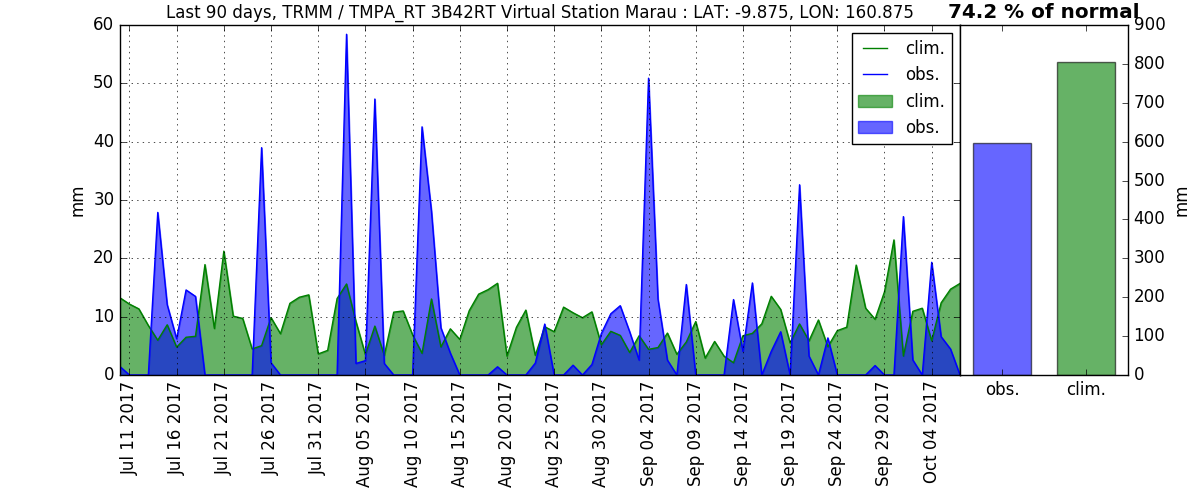 Last 90 days, TRMM / TMPA_RT 3B42RT Virtual Station Marau : LAT: -9.875, LON: 160.875
74.2 % of normal
60
50
40
30
20
10
0
mm
clim.
obs.
clim.
obs.
900
800
700
600
500
400
300
200
100
0
mm
Jul 11 2017
Jul 16 2017
Jul 21 2017
Jul 26 2017
Jul 31 2017
Aug 05 2017
Aug 10 2017
Aug 15 2017
Aug 20 2017
Aug 25 2017
Aug 30 2017
Sep 04 2017
Sep 09 2017
Sep 14 2017
Sep 19 2017
Sep 24 2017
Sep 29 2017
Oct 04 2017
obs.
clim.